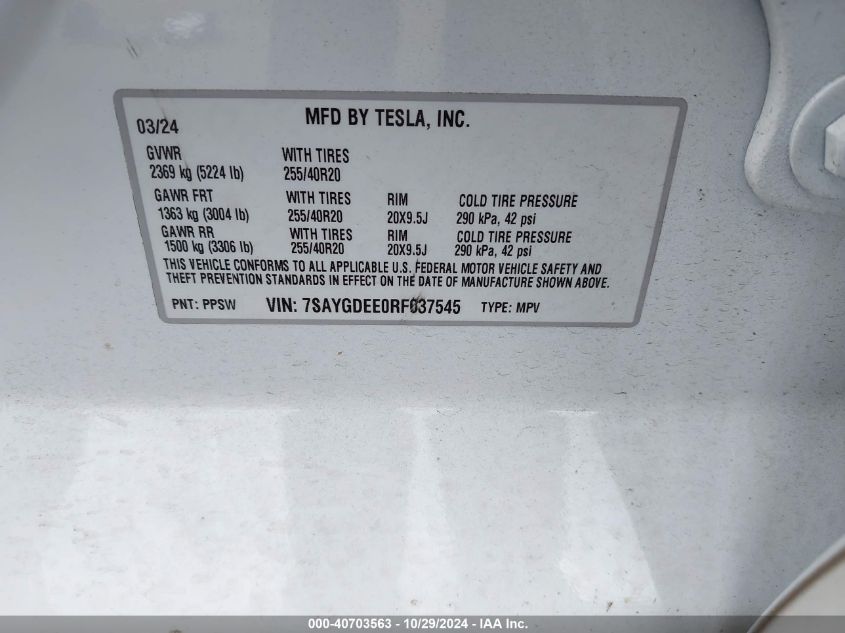 03/24 MFD BY TESLA, INC.
GVWR WITH TIRES
2369 kg (5224 lb) 255/40R20
GAWR FRT WITH TIRES RIM COLD TIRE PRESSURE
1363 kg (3004 lb) 255/40R20 20X9.5J 290 kPa, 42 psi
GAWR RR WITH TIRES RIM COLD TIRE PRESSURE
1500 kg (3306 lb) 255/40R20 20X9.5J 290 kPa, 42 psi
THIS VEHICLE CONFORMS TO ALL APPLICABLE U.S. FEDERAL MOTOR VEHICLE SAFETY AND
THEFT PREVENTION STANDARDS IN EFFECT ON THE DATE OF MANUFACTURE SHOWN ABOVE.
PNT: PPSW VIN: 7SAYGDEE0RF037545 TYPE: MPV
000-40703563 - 10/29/2024 - IAA Inc.